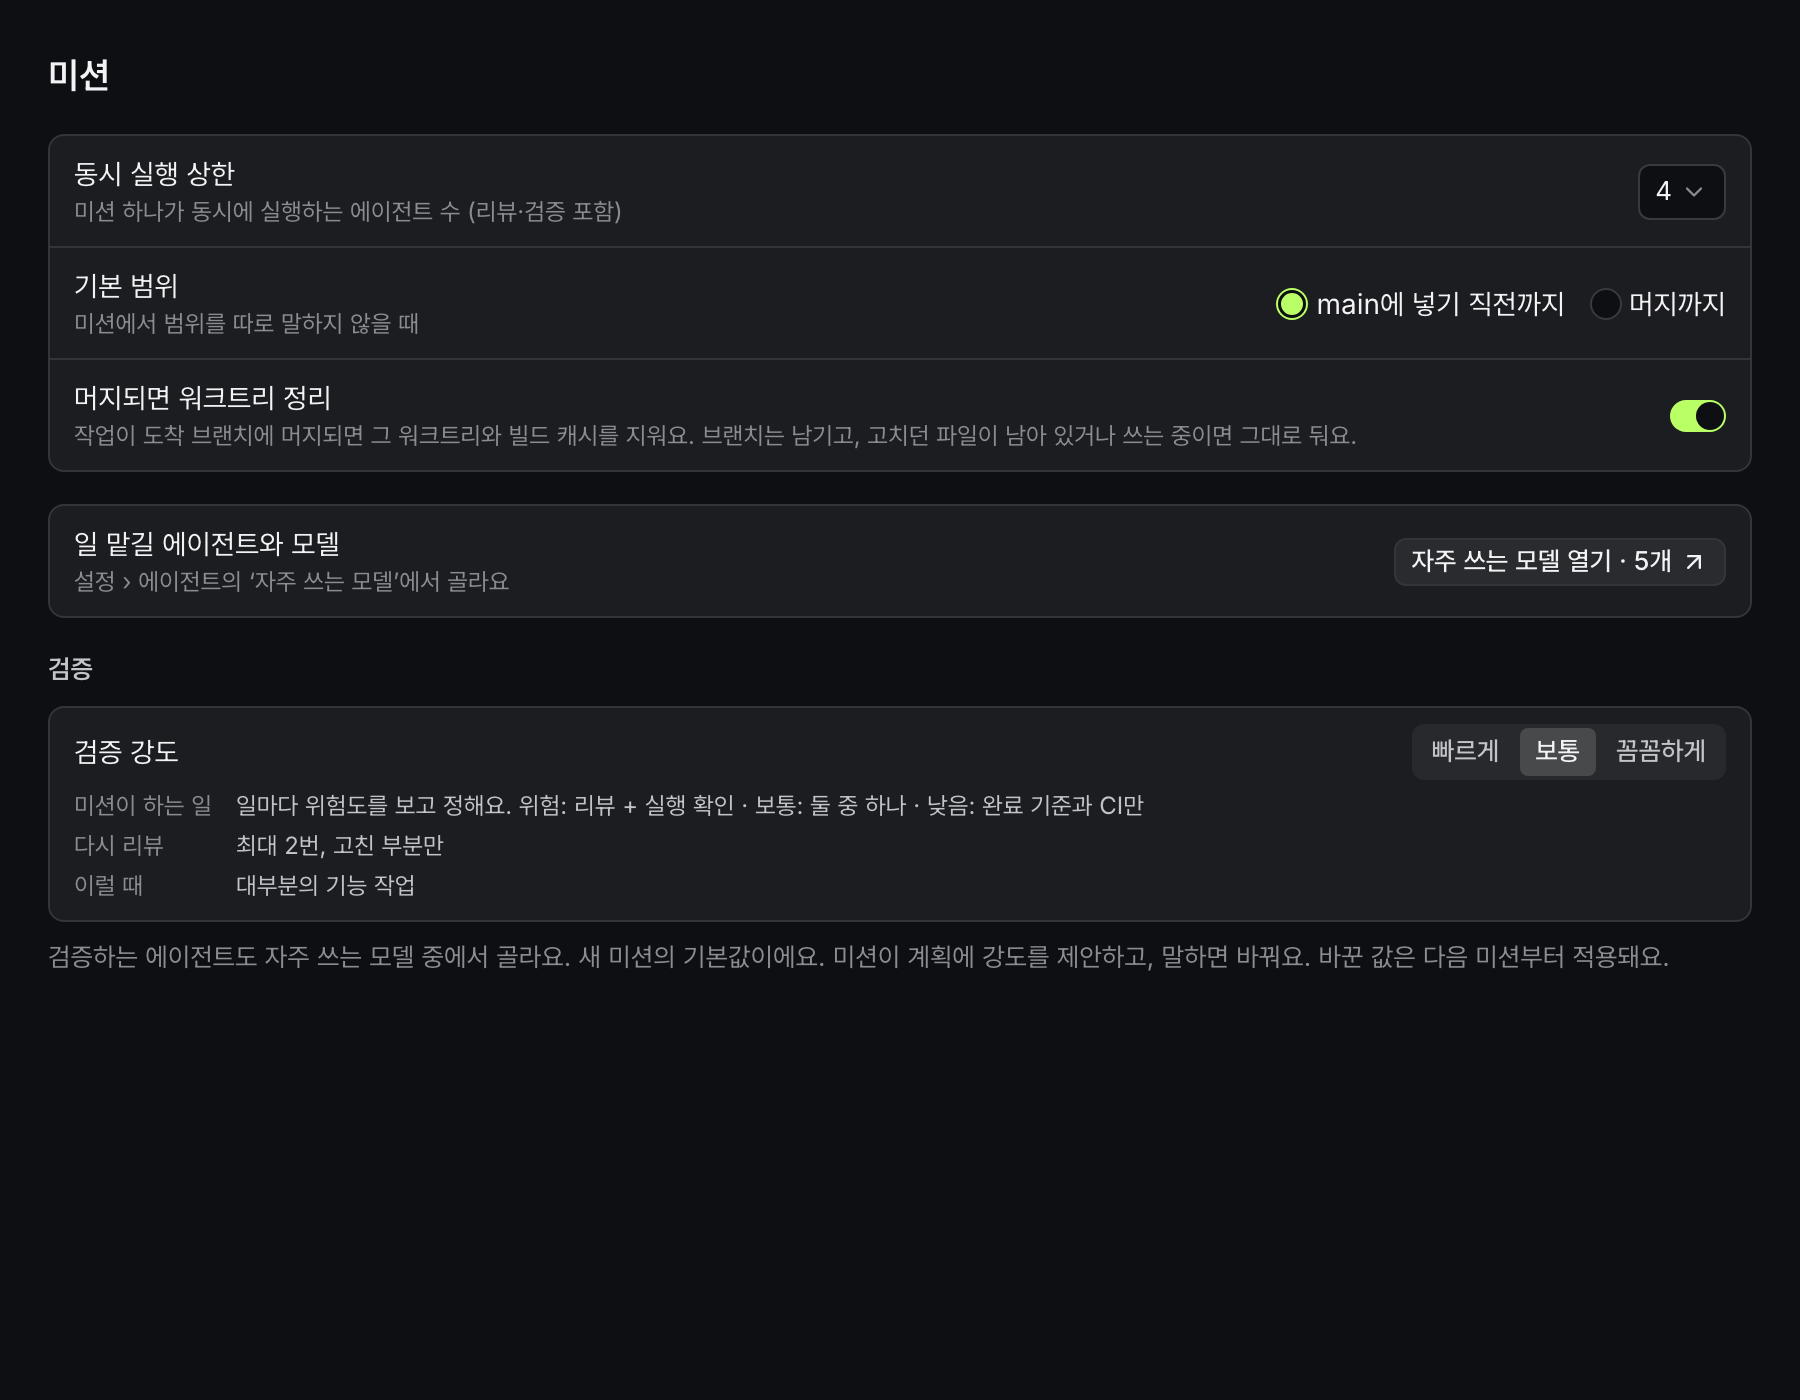 미션
동시 실행 상한
미션 하나가 동시에 실행하는 에이전트 수 (리뷰·검증 포함)
4
기본 범위
미션에서 범위를 따로 말하지 않을 때
main에 넣기 직전까지
머지까지
머지되면 워크트리 정리
작업이 도착 브랜치에 머지되면 그 워크트리와 빌드 캐시를 지워요. 브랜치는 남기고, 고치던 파일이 남아 있거나 쓰는 중이면 그대로 둬요.
일 맡길 에이전트와 모델
설정 › 에이전트의 ‘자주 쓰는 모델’에서 골라요
자주 쓰는 모델 열기 · 5개
검증
검증 강도
빠르게 보통 꼼꼼하게
미션이 하는 일 일마다 위험도를 보고 정해요. 위험: 리뷰 + 실행 확인 · 보통: 둘 중 하나 · 낮음: 완료 기준과 CI만
다시 리뷰 최대 2번, 고친 부분만
이럴 때 대부분의 기능 작업
검증하는 에이전트도 자주 쓰는 모델 중에서 골라요. 새 미션의 기본값이에요. 미션이 계획에 강도를 제안하고, 말하면 바꿔요. 바꾼 값은 다음 미션부터 적용돼요.